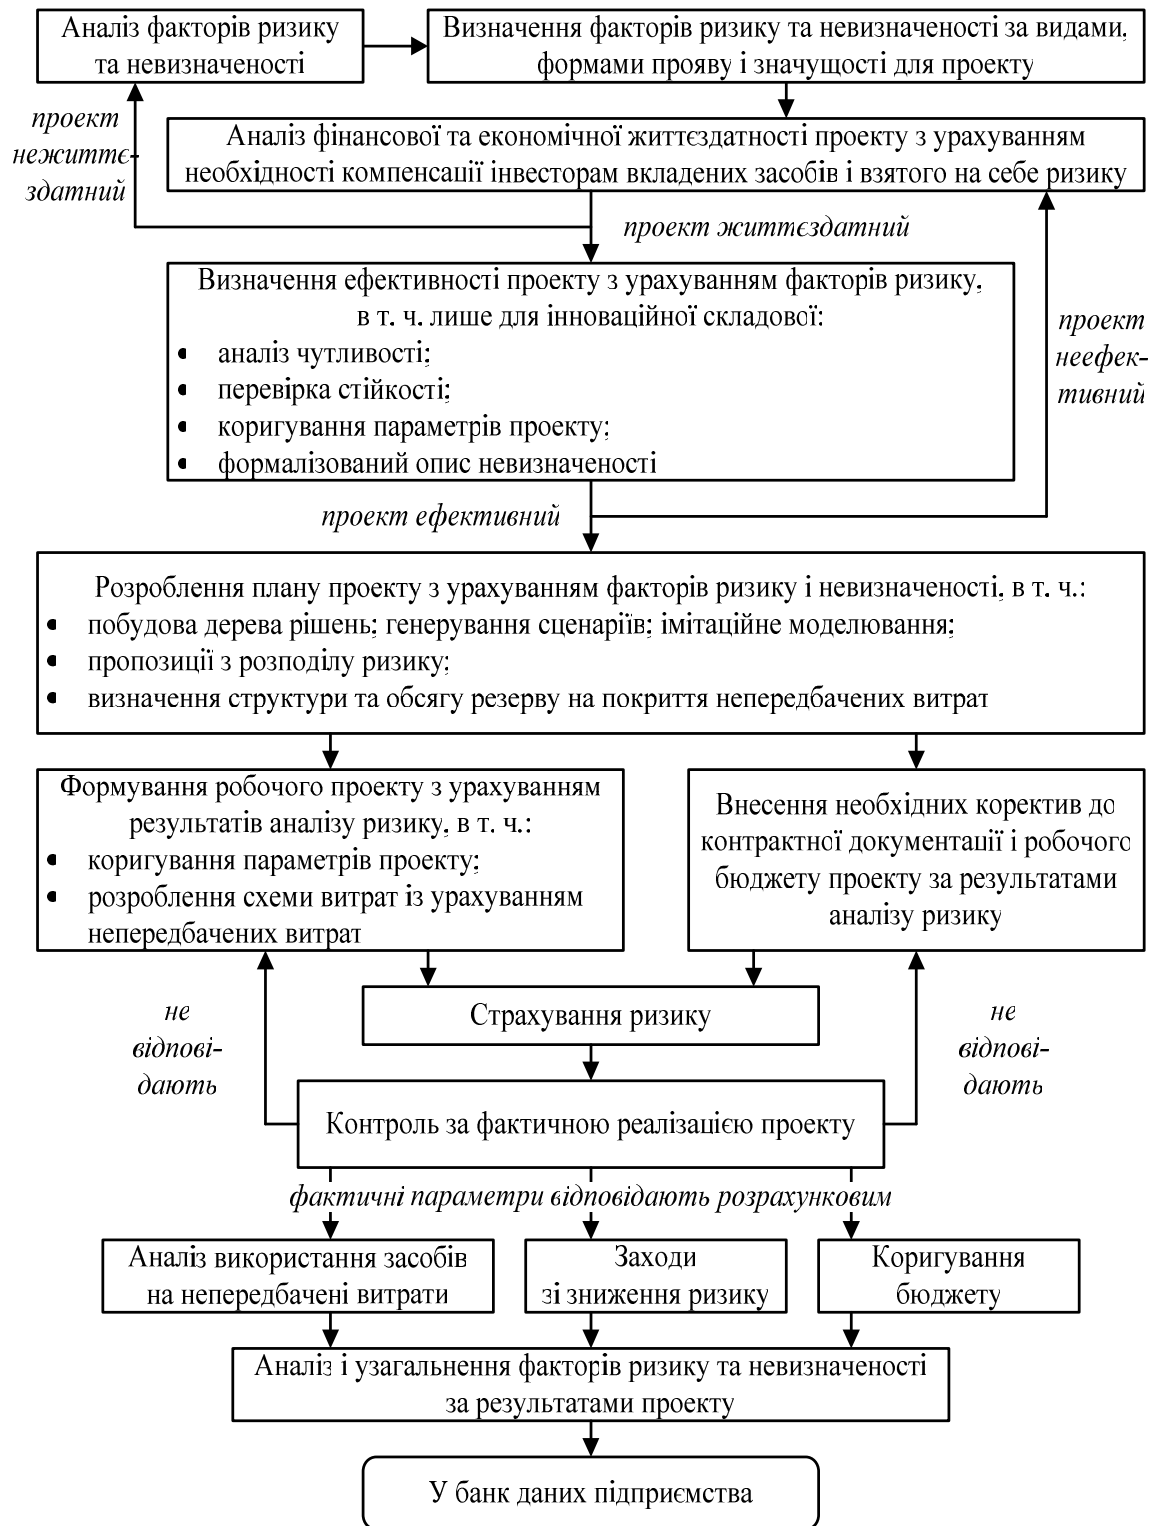 Аналіз факторів ризику
та невизначеності
Визначення факторів ризику та невизначеності за видами,
формами прояву і значущості для проекту
проект
нежиттє-
здатний
Аналіз фінансової та економічної життєздатності проекту з урахуванням
необхідності компенсації інвесторам вкладених засобів і взятого на себе ризику
проект життєздатний
Визначення ефективності проекту з урахуванням факторів ризику,
в т. ч. лише для інноваційної складової:
• аналіз чутливості;
• перевірка стійкості;
• коригування параметрів проекту;
• формалізований опис невизначеності
проект
неефек-
тивний
проект ефективний
Розроблення плану проекту з урахуванням факторів ризику і невизначеності, в т. ч.:
• побудова дерева рішень; генерування сценаріїв; імітаційне моделювання;
• пропозиції з розподілу ризику;
• визначення структури та обсягу резерву на покриття непередбачених витрат
Формування робочого проекту з урахуванням
результатів аналізу ризику, в т. ч.:
• коригування параметрів проекту;
• розроблення схеми витрат із урахуванням
непередбачених витрат
Внесення необхідних коректив до
контрактної документації і робочого
бюджету проекту за результатами
аналізу ризику
не
відпові-
дають
Страхування ризику
не
відпові-
дають
Контроль за фактичною реалізацією проекту
фактичні параметри відповідають розрахунковим
Аналіз використання засобів
на непередбачені витрати
Заходи
зі зниження ризику
Коригування
бюджету
Аналіз і узагальнення факторів ризику та невизначеності
за результатами проекту
У банк даних підприємства